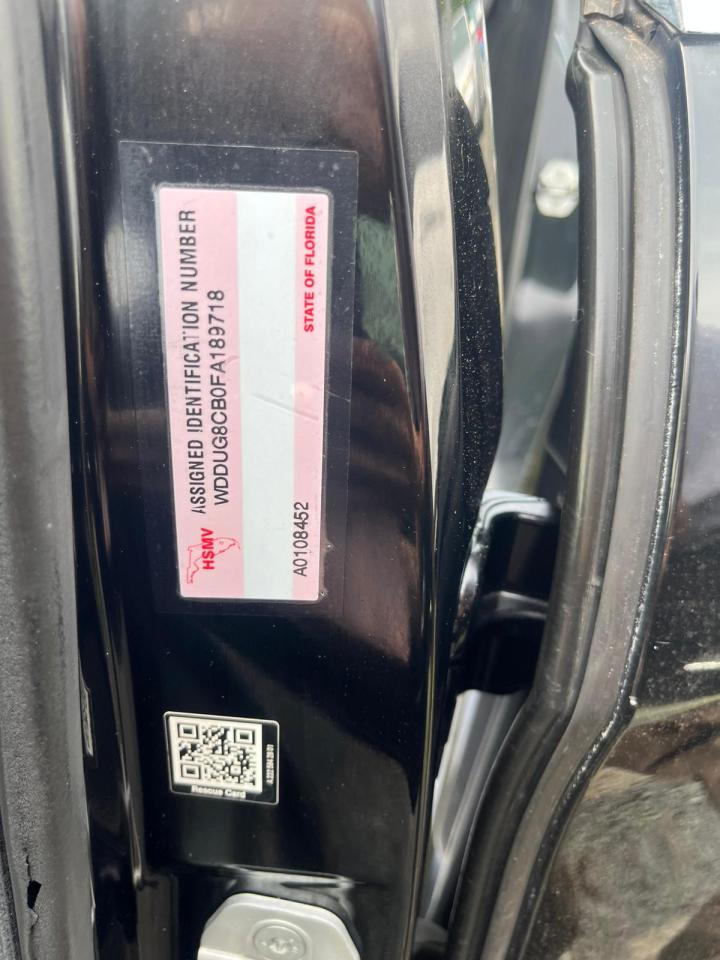 ASSIGNED IDENTIFICATION NUMBER
WDDUG8CB0FA189718
HSMV
A0108452
STATE OF FLORIDA
Rescue Card